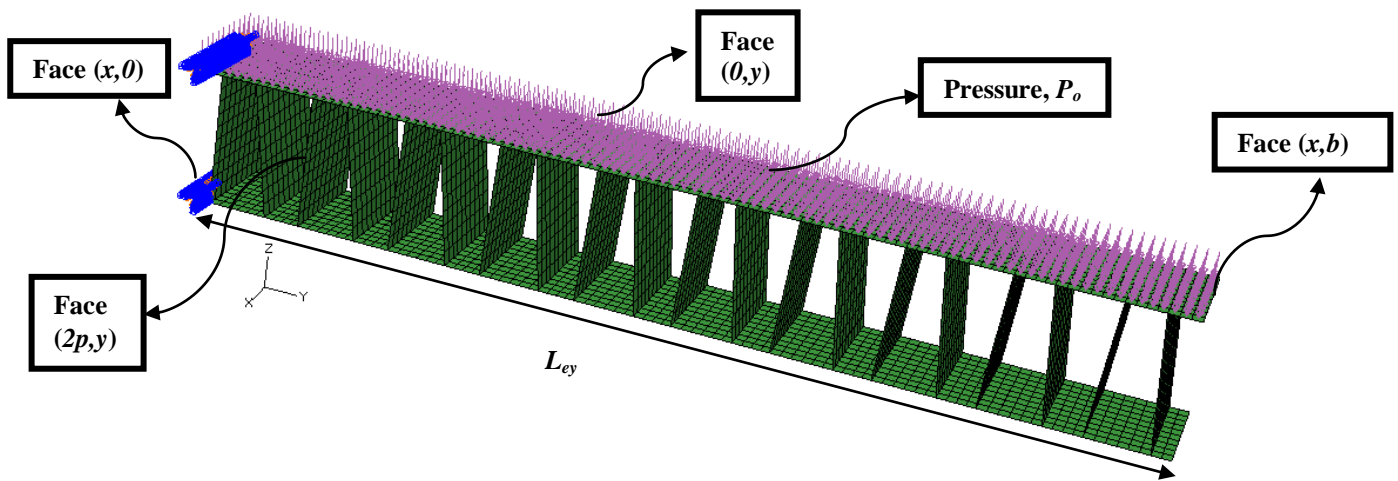 Face (x,0)
Face
(0,y)
Pressure, Pₒ
Face (x,b)
Z
X
Y
Face
(2p,y)
Lₑy